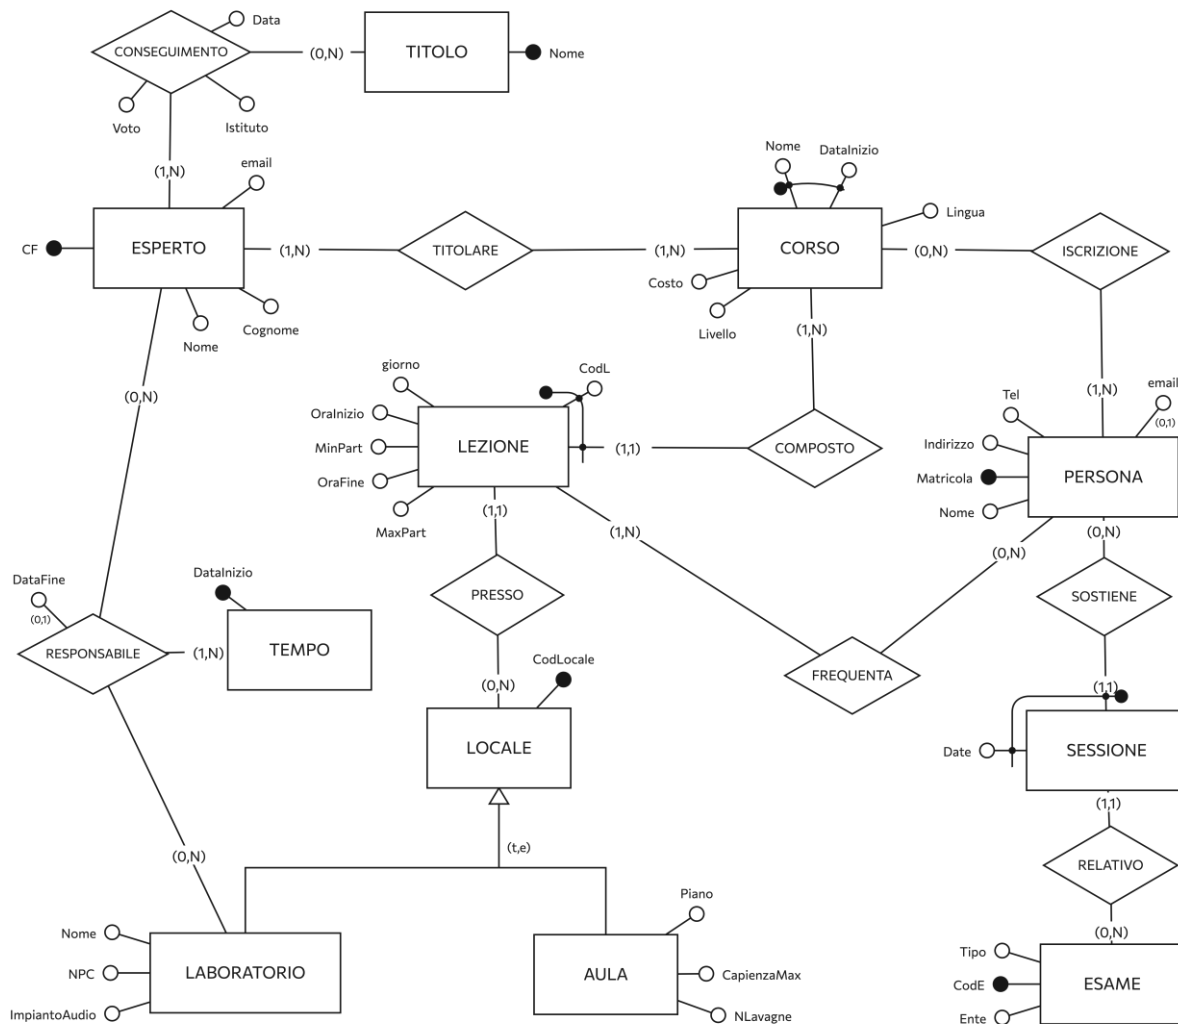 Data
CONSEGUIMENTO
(0,N)
TITOLO
Nome
Voto
Istituto
(1,N)
email
CF
ESPERTO
(1,N)
TITOLARE
(1,N)
Nome
DataInizio
CORSO
Lingua
(0,N)
ISCRIZIONE
Costo
Livello
Nome
Cognome
(1,N)
(0,N)
giorno
CodL
OraInizio
MinPart
OraFine
MaxPart
LEZIONE
(1,1)
COMPOSTO
(1,N)
email
(0,1)
Tel
Indirizzo
Matricola
Nome
PERSONA
(1,1)
(1,N)
(0,N)
(0,N)
DataFine
(0,1)
DataInizio
RESPONSABILE
(1,N)
TEMPO
PRESSO
SOSTIENE
FREQUENTA
(0,N)
CodLocale
LOCALE
(1,1)
Date
SESSIONE
(1,1)
(t,e)
(0,N)
RELATIVO
Piano
(0,N)
Nome
NPC
ImpiantoAudio
LABORATORIO
AULA
CapienzaMax
NLavagne
Tipo
CodE
Ente
ESAME